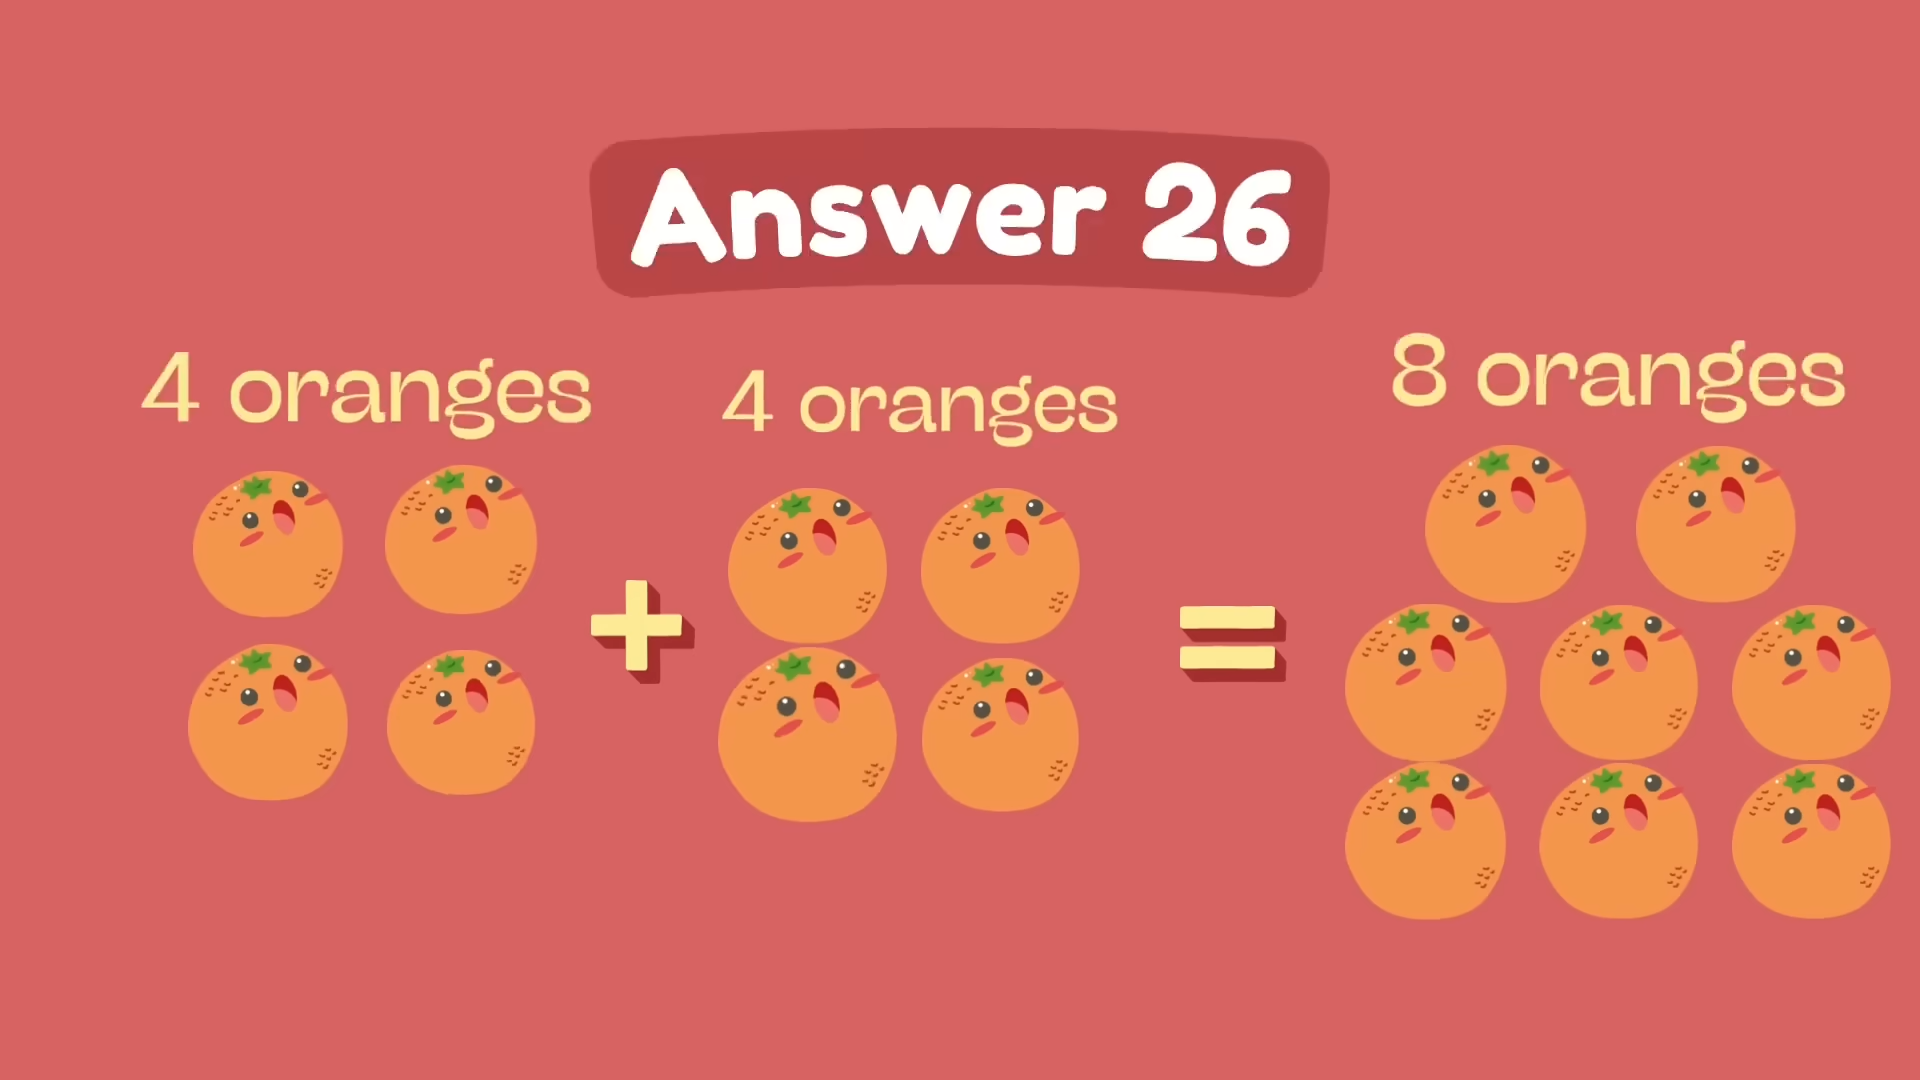 Answer 26
4 oranges
4 oranges
8 oranges
+
=